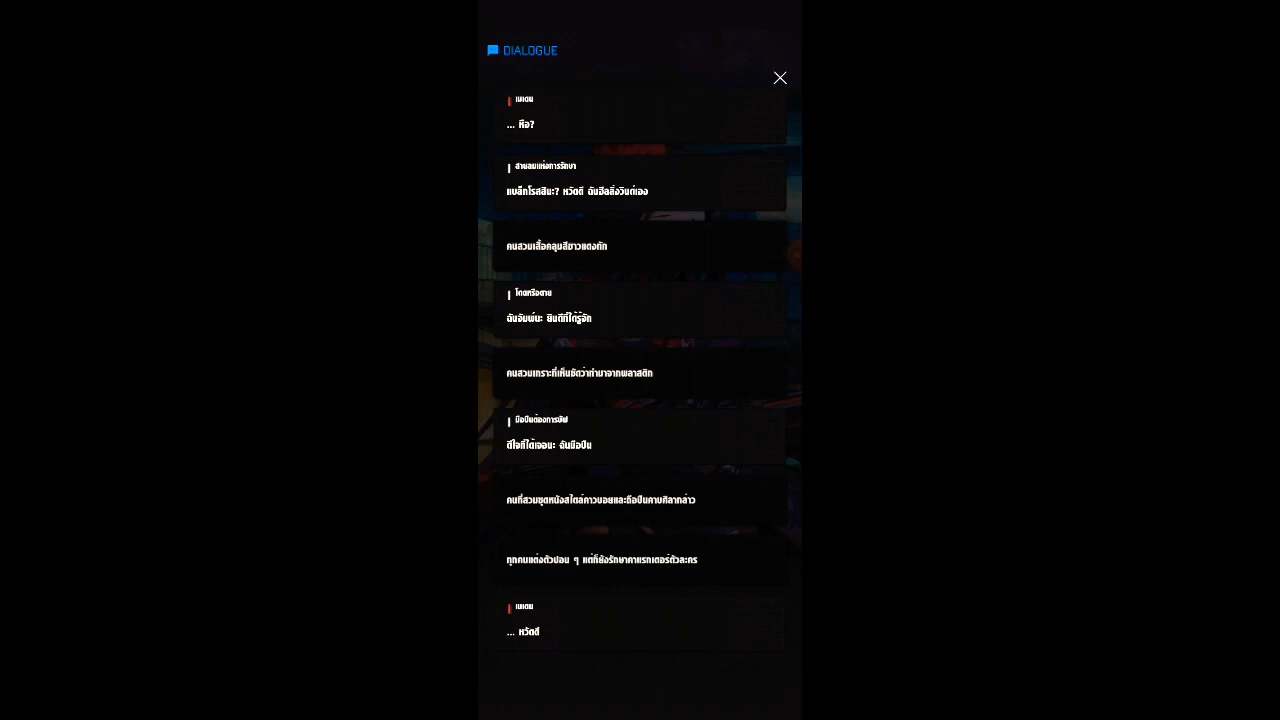 DIALOGUE
เมเดน
... หือ?
สายลมแห่งการรักษา
แบล็กโรสสินะ? หวัดดี ฉันฮีลลิ่งวินด์เอง
คนสวมเสื้อคลุมสีขาวแดงทัก
โดดหรือตาย
ฉันจัมพ์นะ ยินดีที่ได้รู้จัก
คนสวมเกราะที่เห็นชัดว่าทำมาจากพลาสติก
มือปืนต้องการบัฟ
ดีใจที่ได้เจอนะ ฉันมือปืน
คนที่สวมชุดหนังสไตล์คาวบอยและถือปืนคาบศิลากล่าว
ทุกคนแต่งตัวปอน ๆ แต่ก็ยังรักษาคาแรกเตอร์ตัวละคร
เมเดน
... หวัดดี